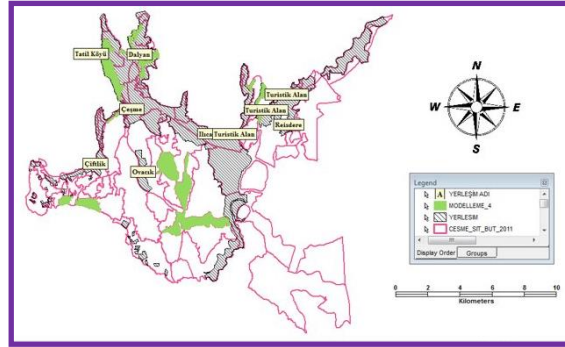 Tatil Köyü
Dalyan
Turistik Alan
Çeşme
Turistik Alan
Ilıca
Turistik Alan
Reisdere
Çiftlik
Ovacık
N
W
E
S
Legend
A YERLEŞİM ADI
MODELLEME_4
YERLESIM
CESME_SIT_BUT_2011
Display Order
Groups
0 2 4 6 8 10
Kilometers